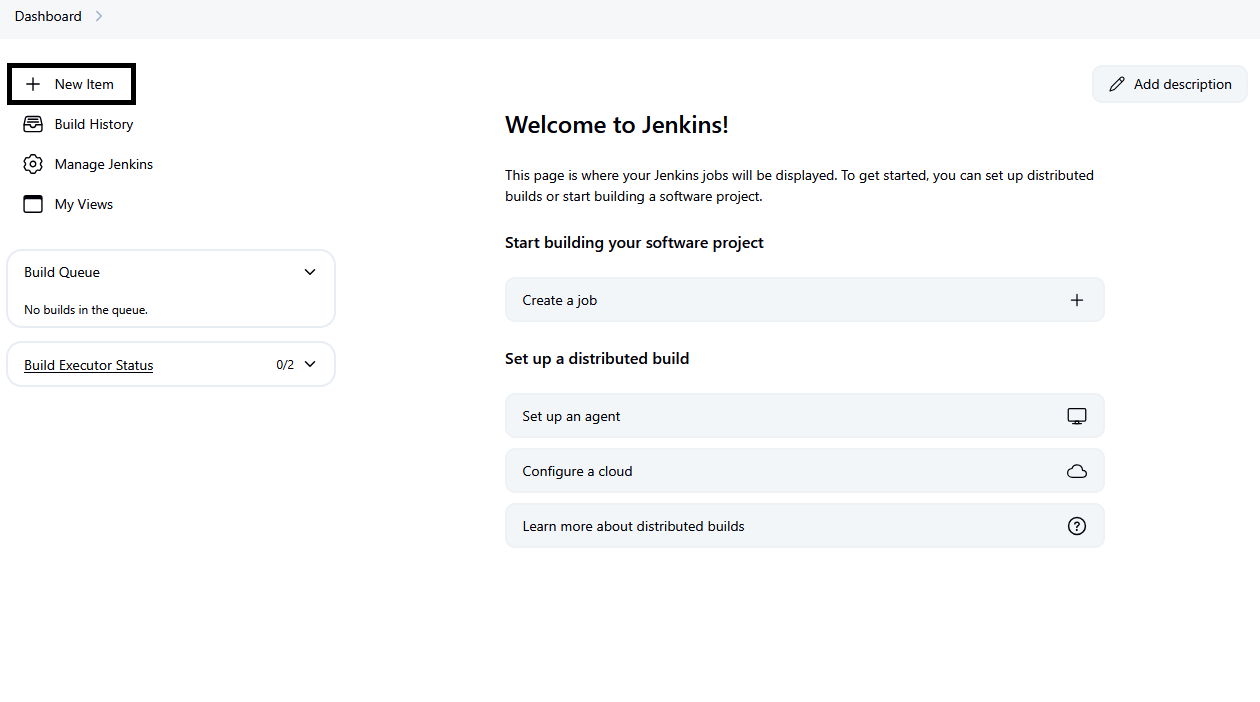 Dashboard
New Item
Add description
Build History
Manage Jenkins
My Views
Build Queue
No builds in the queue.
Build Executor Status
0/2
Welcome to Jenkins!
This page is where your Jenkins jobs will be displayed. To get started, you can set up distributed
builds or start building a software project.
Start building your software project
Create a job
Set up a distributed build
Set up an agent
Configure a cloud
Learn more about distributed builds